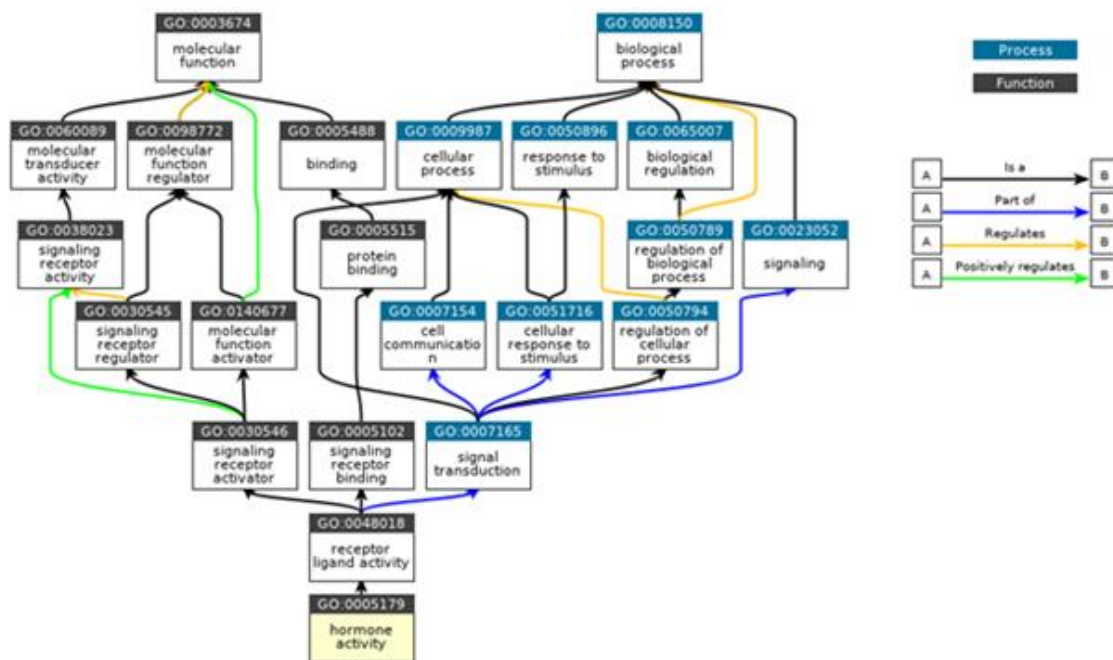 GO:0003674
molecular
function
GO:0008150
biological
process
Process
Function
GO:0060089
molecular
transducer
activity
GO:0098772
molecular
function
regulator
GO:0005488
binding
GO:0009987
cellular
process
GO:0050896
response to
stimulus
GO:0065007
biological
regulation
A Is a B
A Part of B
A Regulates B
A Positively regulates B
GO:0038023
signaling
receptor
activity
GO:0005515
protein
binding
GO:0050789
regulation of
biological
process
GO:0023052
signaling
GO:0030545
signaling
receptor
regulator
GO:0140677
molecular
function
activator
GO:0007154
cell
communicatio
n
GO:0051716
cellular
response to
stimulus
GO:0050794
regulation of
cellular
process
GO:0030546
signaling
receptor
activator
GO:0005102
signaling
receptor
binding
GO:0007165
signal
transduction
GO:0048018
receptor
ligand activity
GO:0005179
hormone
activity